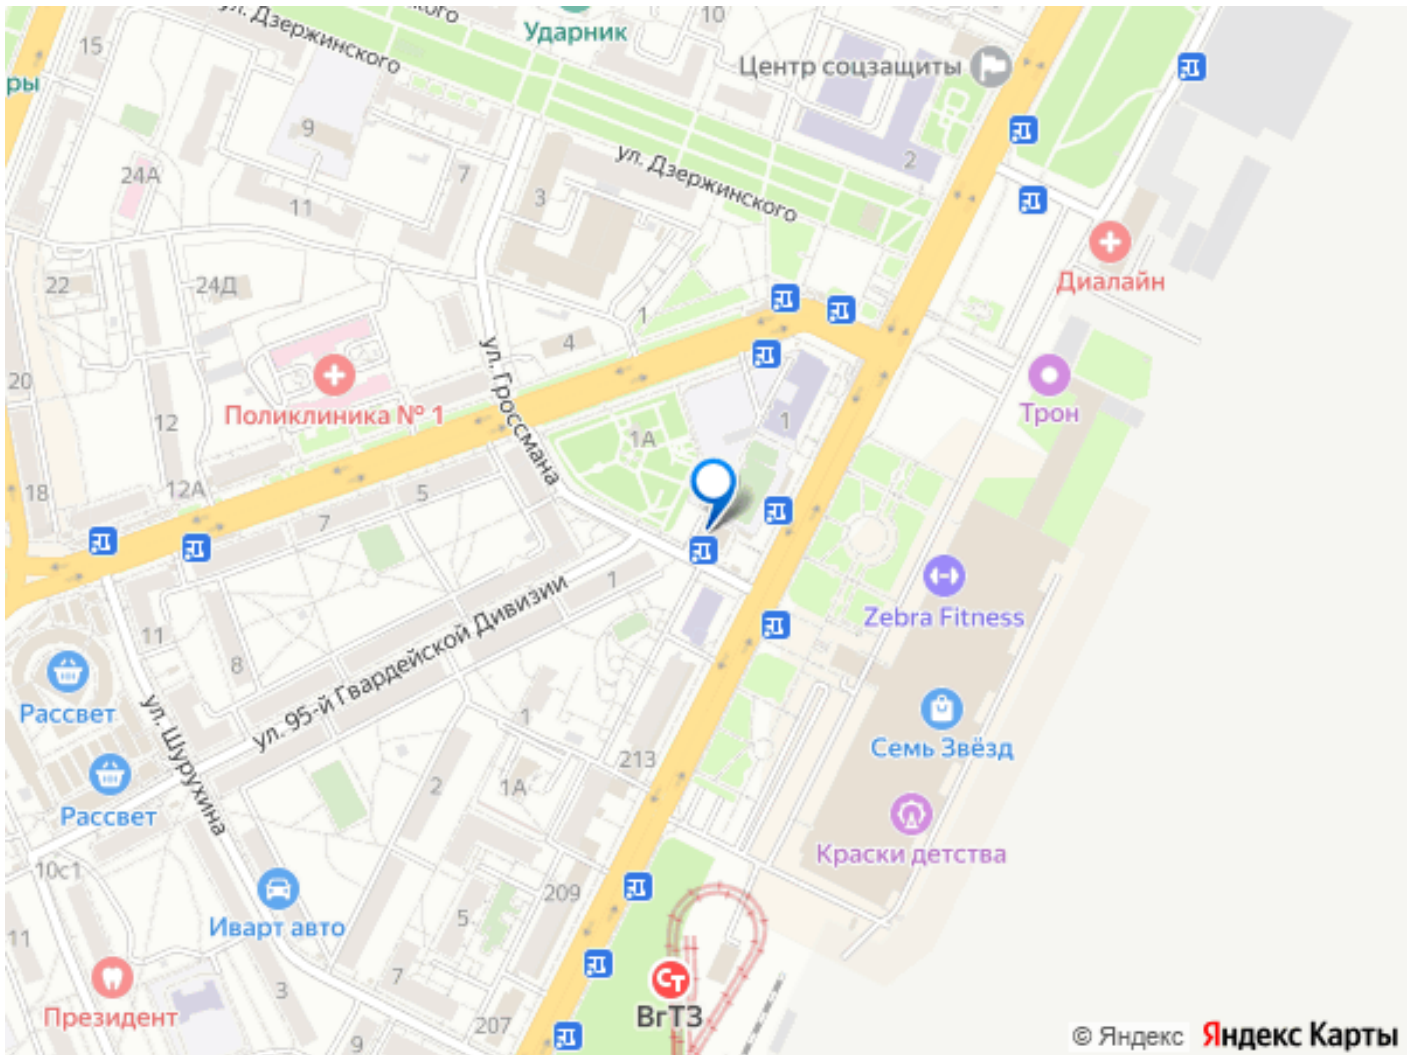 ул. Дзержинского
Ударник
10
15
Центр соцзащиты
ры
9
24А
7
2
ул. Дзержинского
3
11
Диалайн
22
24Д
1
4
ул. Гроссмана
20
Поликлиника № 1
Трон
12
1
1А
18
12А
5
7
Zebra Fitness
1
11
8
ул. 95-й Гвардейской Дивизии
Рассвет
ул. Шурухина
1
Семь Звёзд
213
2
1А
Рассвет
Краски детства
10с1
209
Иварт авто
5
11
7
Ст
3
ВгТЗ
Президент
207
9
© Яндекс Яндекс Карты